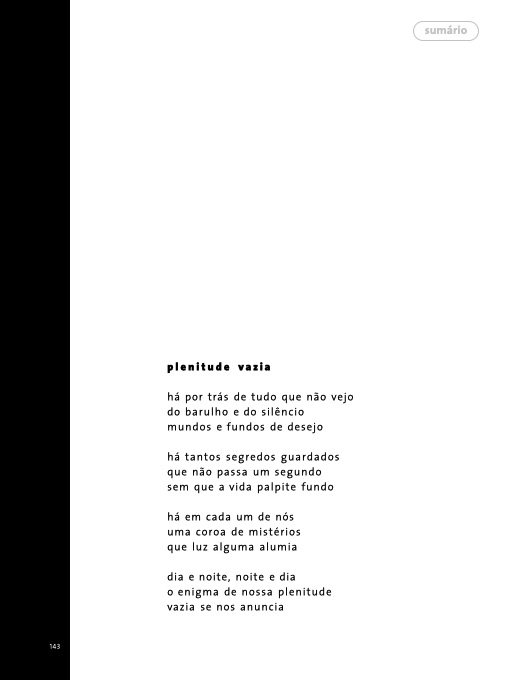 sumário
plenitude vazia
há por trás de tudo que não vejo
do barulho e do silêncio
mundos e fundos de desejo
há tantos segredos guardados
que não passa um segundo
sem que a vida palpite fundo
há em cada um de nós
uma coroa de mistérios
que luz alguma alumia
dia e noite, noite e dia
o enigma de nossa plenitude
vazia se nos anuncia
143